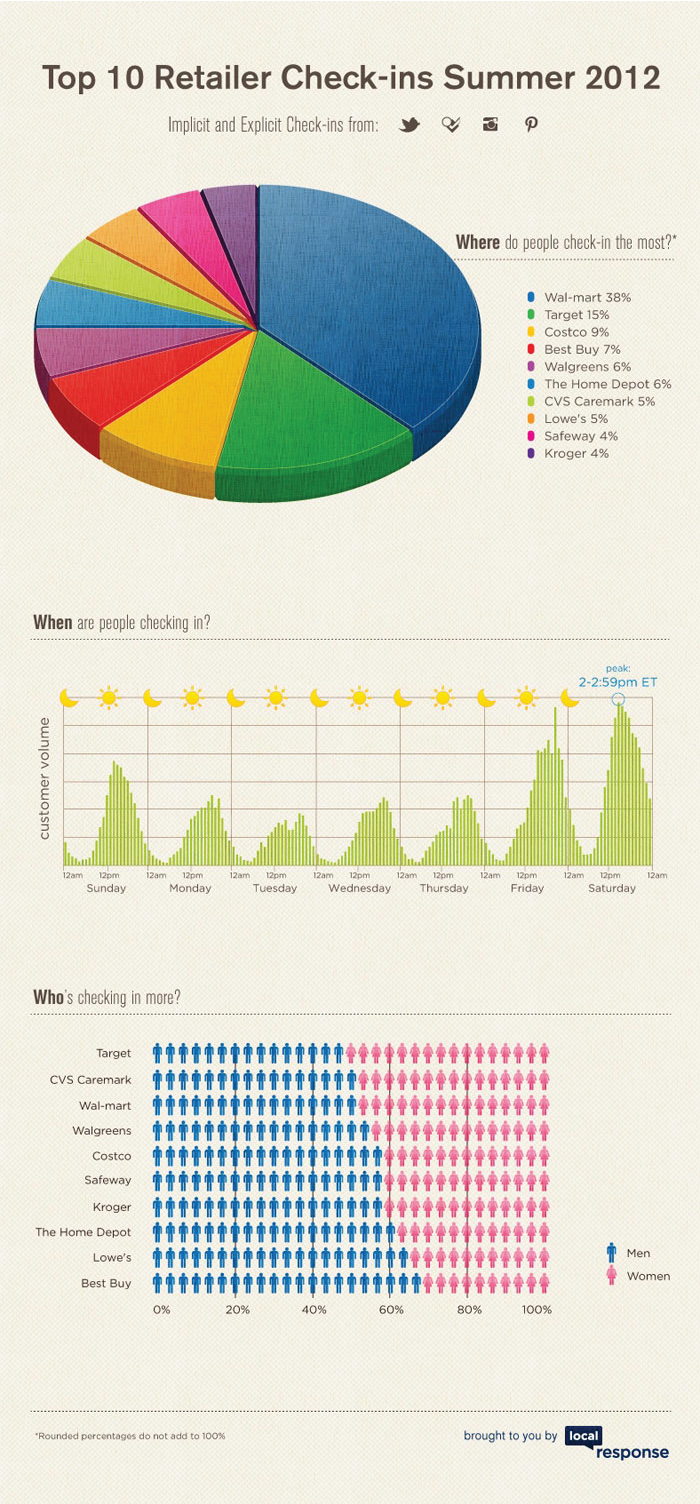 Top 10 Retailer Check-ins Summer 2012
Implicit and Explicit Check-ins from:
Where do people check-in the most?*
Wal-mart 38%
Target 15%
Costco 9%
Best Buy 7%
Walgreens 6%
The Home Depot 6%
CVS Caremark 5%
Lowe's 5%
Safeway 4%
Kroger 4%
When are people checking in?
peak:
2-2:59pm ET
customer volume
12am 12pm 12am 12pm 12am 12pm 12am 12pm 12am 12pm 12am 12pm 12am 12pm 12am
Sunday Monday Tuesday Wednesday Thursday Friday Saturday
Who's checking in more?
Target
CVS Caremark
Wal-mart
Walgreens
Costco
Safeway
Kroger
The Home Depot
Lowe's
Best Buy
Men
Women
0% 20% 40% 60% 80% 100%
*Rounded percentages do not add to 100%
brought to you by local
response